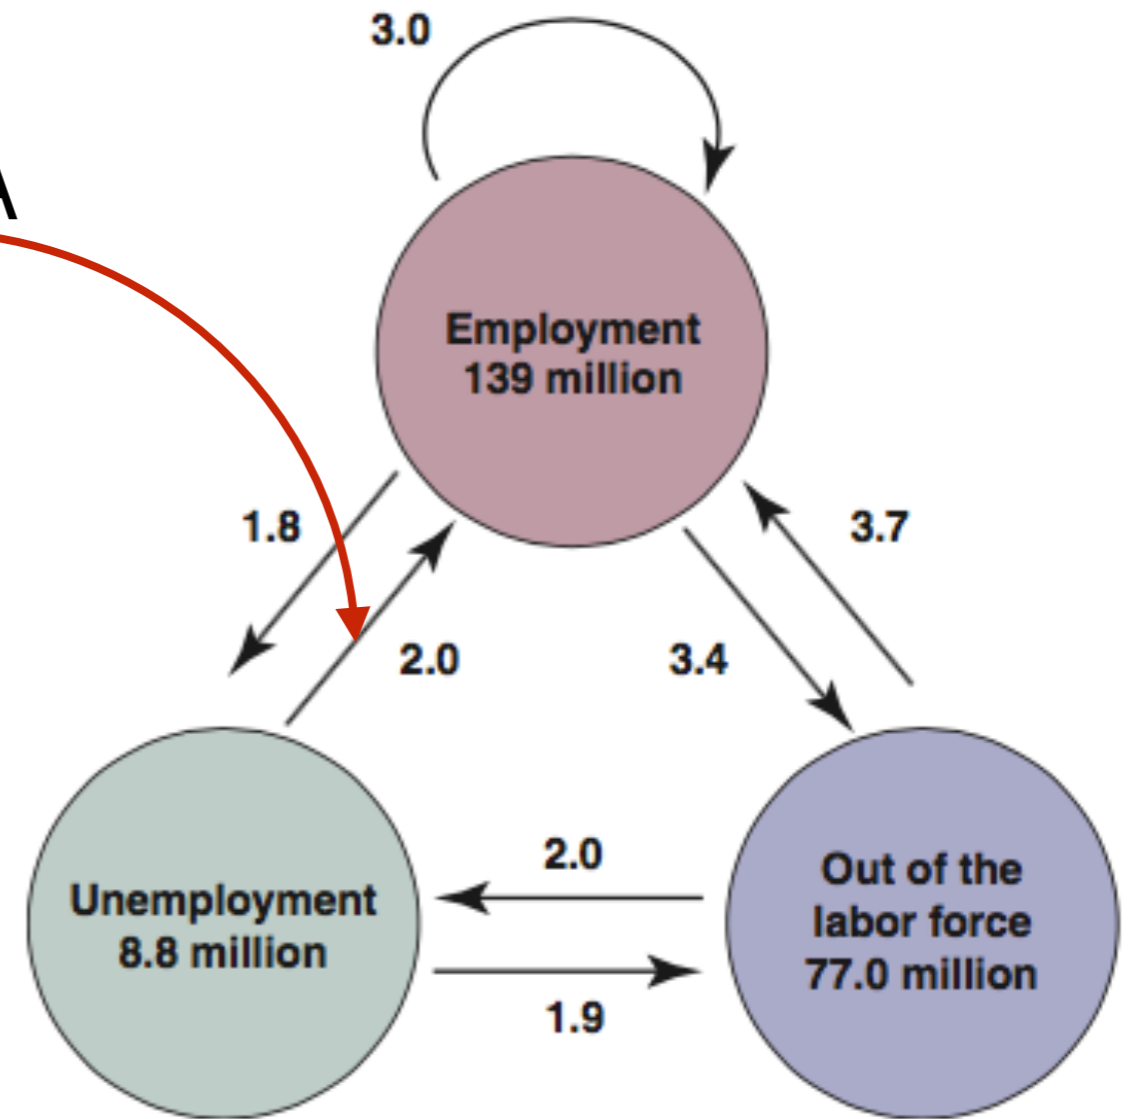 3.0
A
Employment
139 million
1.8
3.7
2.0
3.4
2.0
Unemployment
8.8 million
Out of the
labor force
77.0 million
1.9